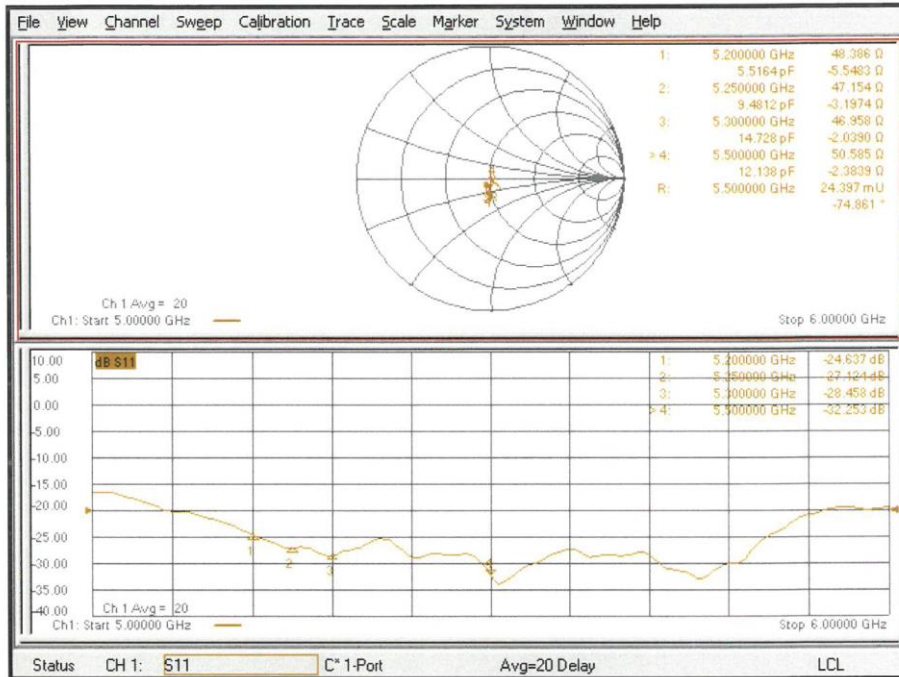 File View Channel Sweep Calibration Trace Scale Marker System Window Help
1: 5.200000 GHz 48.386 Ω
5.5164 pF -5.5483 Ω
2: 5.250000 GHz 47.154 Ω
9.4812 pF -3.1974 Ω
3: 5.300000 GHz 46.958 Ω
14.728 pF -2.0390 Ω
> 4: 5.500000 GHz 50.585 Ω
12.138 pF -2.3839 Ω
R: 5.500000 GHz 24.397 mU
-74.861 °
Ch 1 Avg = 20
Ch1: Start 5.00000 GHz
Stop 6.00000 GHz
10.00 dB S11
5.00
0.00
-5.00
-10.00
-15.00
-20.00
-25.00
-30.00
-35.00
-40.00
1: 5.200000 GHz -24.637 dB
2: 5.250000 GHz -27.124 dB
3: 5.300000 GHz -28.458 dB
> 4: 5.500000 GHz -32.253 dB
1
2
3
Ch 1 Avg = 20
Ch1: Start 5.00000 GHz
Stop 6.00000 GHz
Status CH 1: S11 C* 1-Port Avg=20 Delay LCL